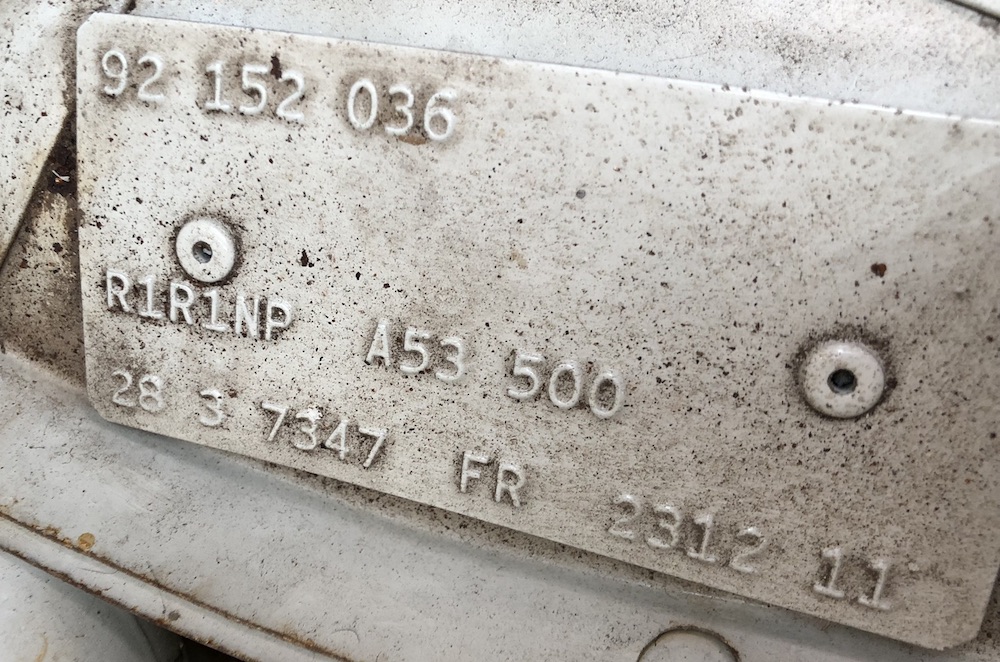 92 152 036
R1R1NP A53 500
28 3 7347 FR 2312 11